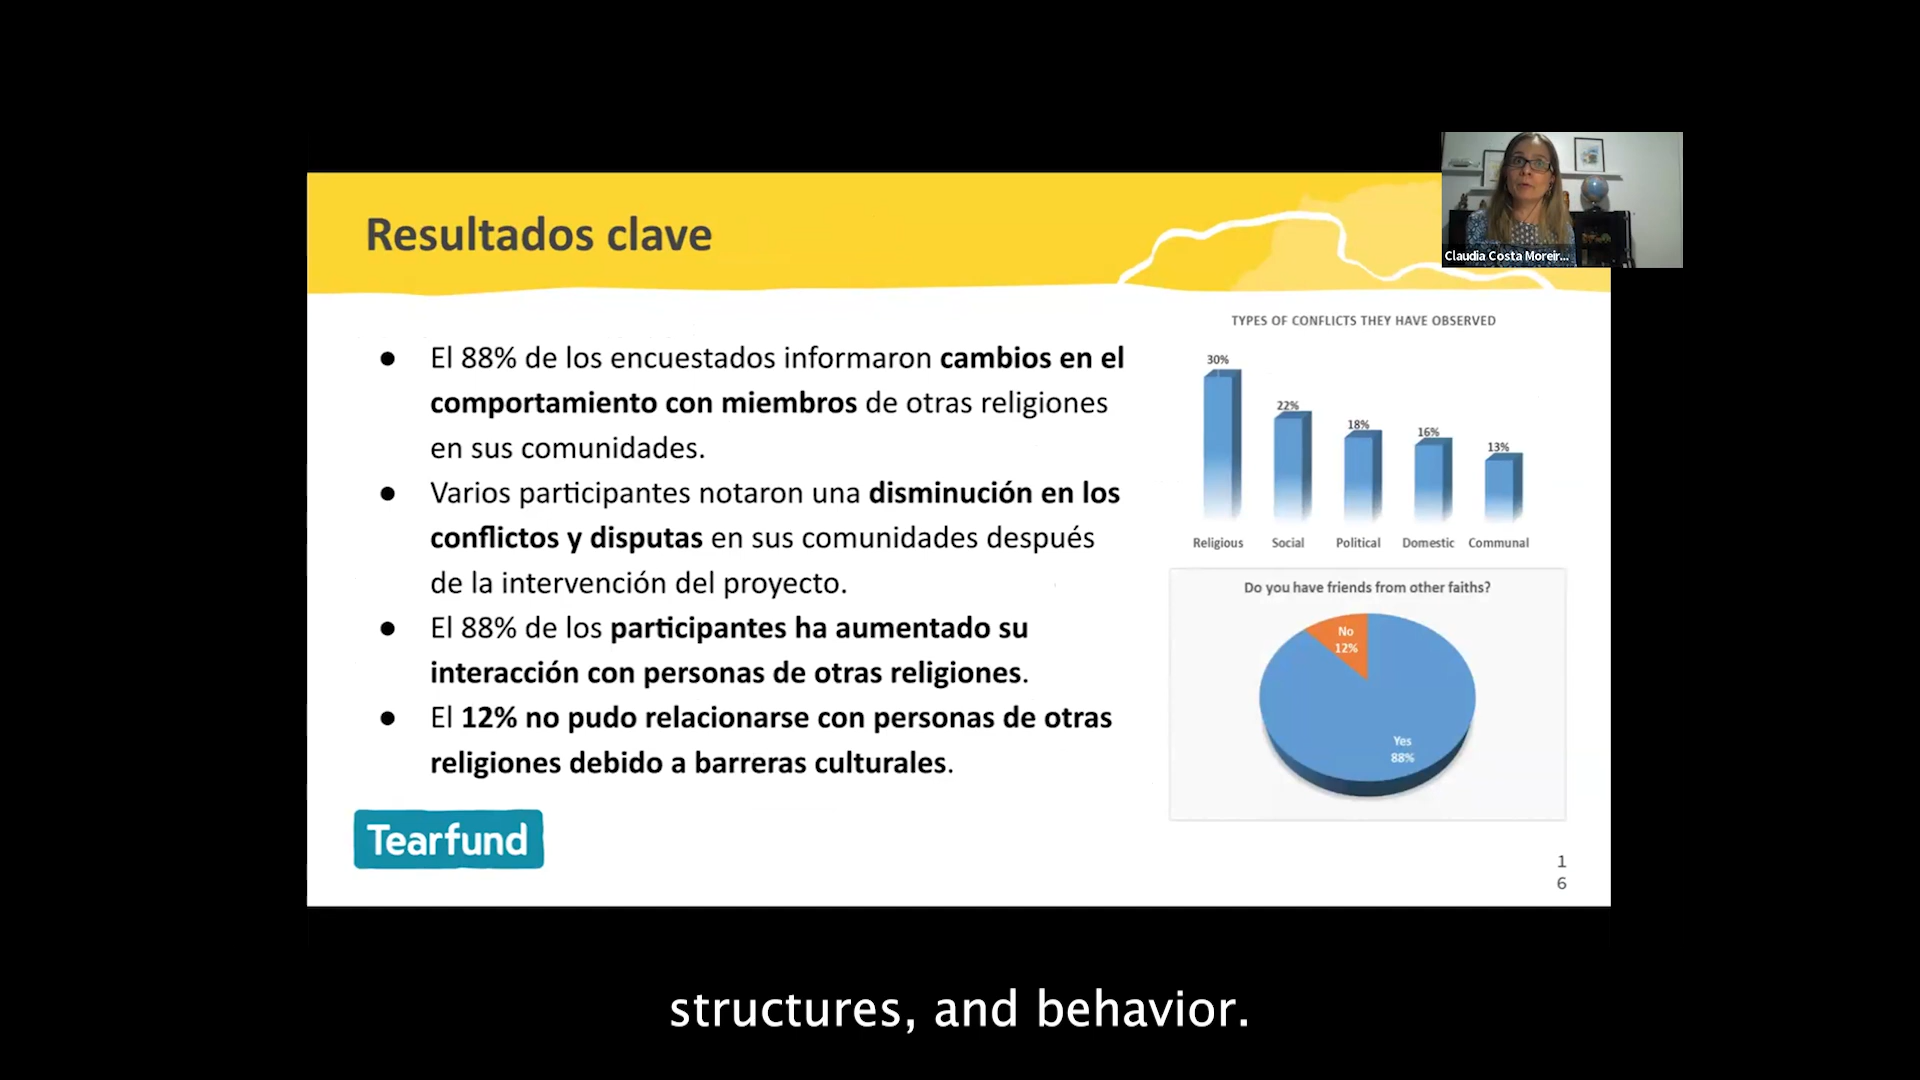 Resultados clave
Claudia Costa Moreir...
● El 88% de los encuestados informaron cambios en el
comportamiento con miembros de otras religiones
en sus comunidades.
● Varios participantes notaron una disminución en los
conflictos y disputas en sus comunidades después
de la intervención del proyecto.
● El 88% de los participantes ha aumentado su
interacción con personas de otras religiones.
● El 12% no pudo relacionarse con personas de otras
religiones debido a barreras culturales.
TYPES OF CONFLICTS THEY HAVE OBSERVED
30%
22%
18%
16%
13%
Religious Social Political Domestic Communal
Do you have friends from other faiths?
No
12%
Yes
88%
Tearfund
1
6
structures, and behavior.